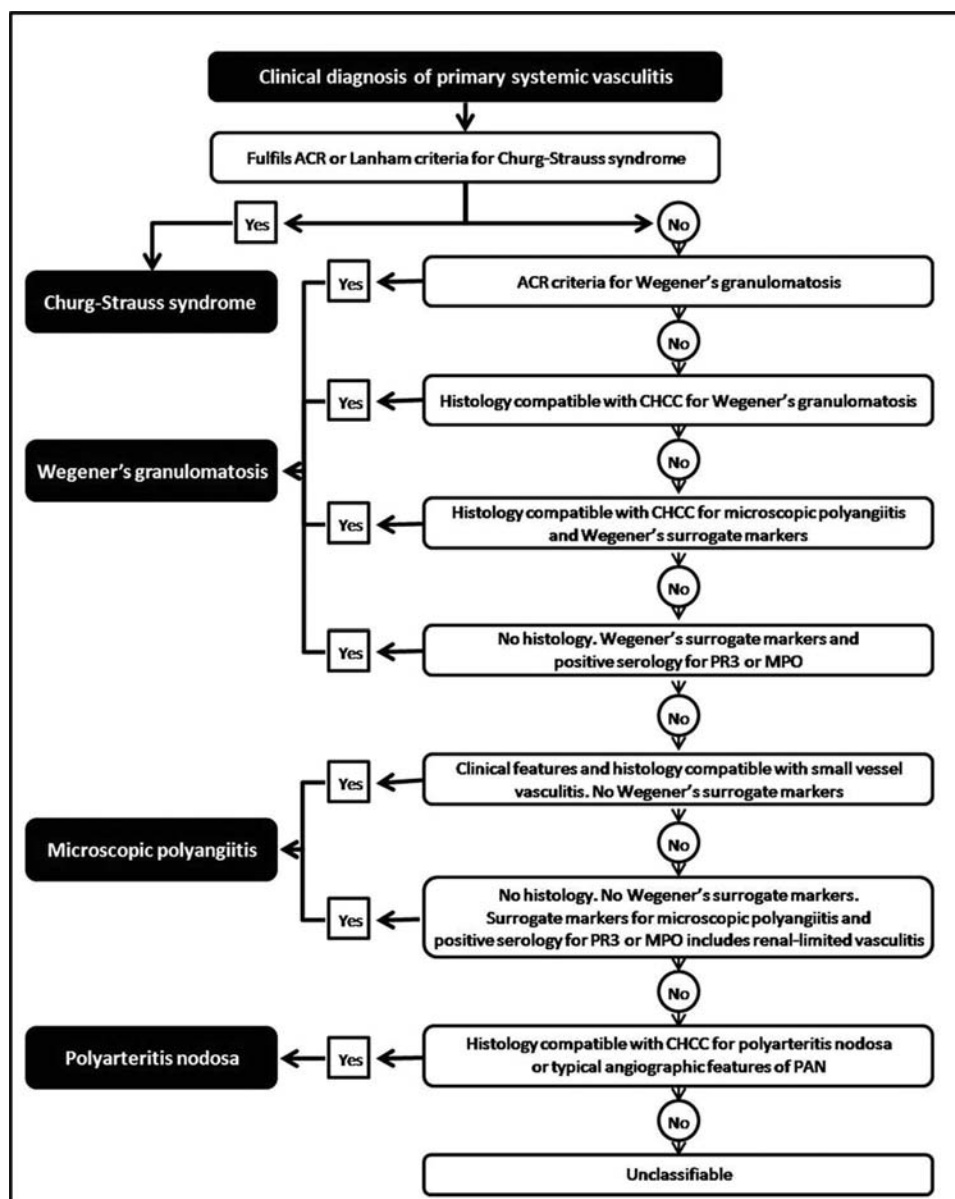 Clinical diagnosis of primary systemic vasculitis
Fulfils ACR or Lanham criteria for Churg-Strauss syndrome
Yes
No
Churg-Strauss syndrome
Yes
ACR criteria for Wegener's granulomatosis
No
Yes
Histology compatible with CHCC for Wegener's granulomatosis
No
Wegener's granulomatosis
Yes
Histology compatible with CHCC for microscopic polyangiitis
and Wegener's surrogate markers
No
Yes
No histology. Wegener's surrogate markers and
positive serology for PR3 or MPO
No
Yes
Clinical features and histology compatible with small vessel
vasculitis. No Wegener's surrogate markers
No
Microscopic polyangiitis
Yes
No histology. No Wegener's surrogate markers.
Surrogate markers for microscopic polyangiitis and
positive serology for PR3 or MPO includes renal-limited vasculitis
No
Polyarteritis nodosa
Yes
Histology compatible with CHCC for polyarteritis nodosa
or typical angiographic features of PAN
No
Unclassifiable